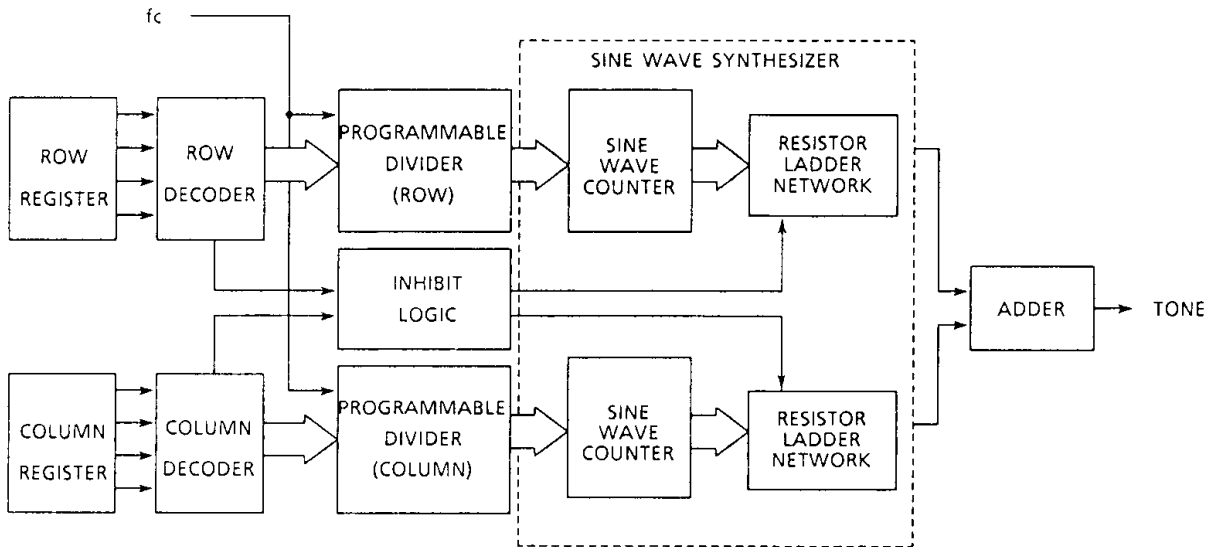 fc
SINE WAVE SYNTHESIZER
ROW
REGISTER
ROW
DECODER
PROGRAMMABLE
DIVIDER
(ROW)
SINE
WAVE
COUNTER
RESISTOR
LADDER
NETWORK
INHIBIT
LOGIC
ADDER
TONE
COLUMN
REGISTER
COLUMN
DECODER
PROGRAMMABLE
DIVIDER
(COLUMN)
SINE
WAVE
COUNTER
RESISTOR
LADDER
NETWORK